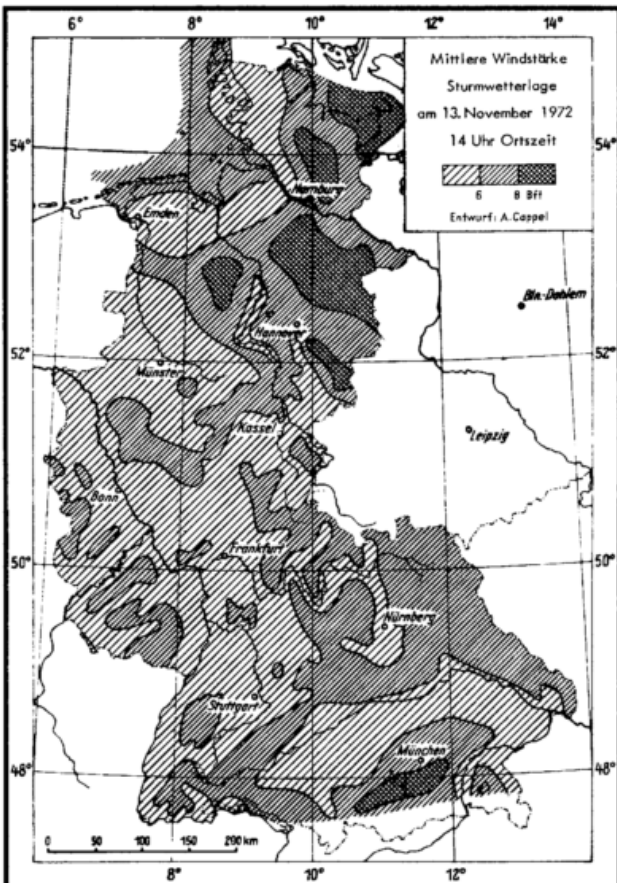 6° 8° 10° 12°
Mittlere Windstärke
Sturmwetterlage
am 13. November 1972
14 Uhr Ortszeit
6 8 Bft
Entwurf: A. Cappel
54° 54°
Hamburg
Emden
Bln.-Dahlem
Hannover
52° 52°
Münster
Kassel
Leipzig
Bonn
50° 50°
Frankfurt
Nürnberg
Stuttgart
München
48° 48°
0 50 100 150 200 km
8° 10° 12°